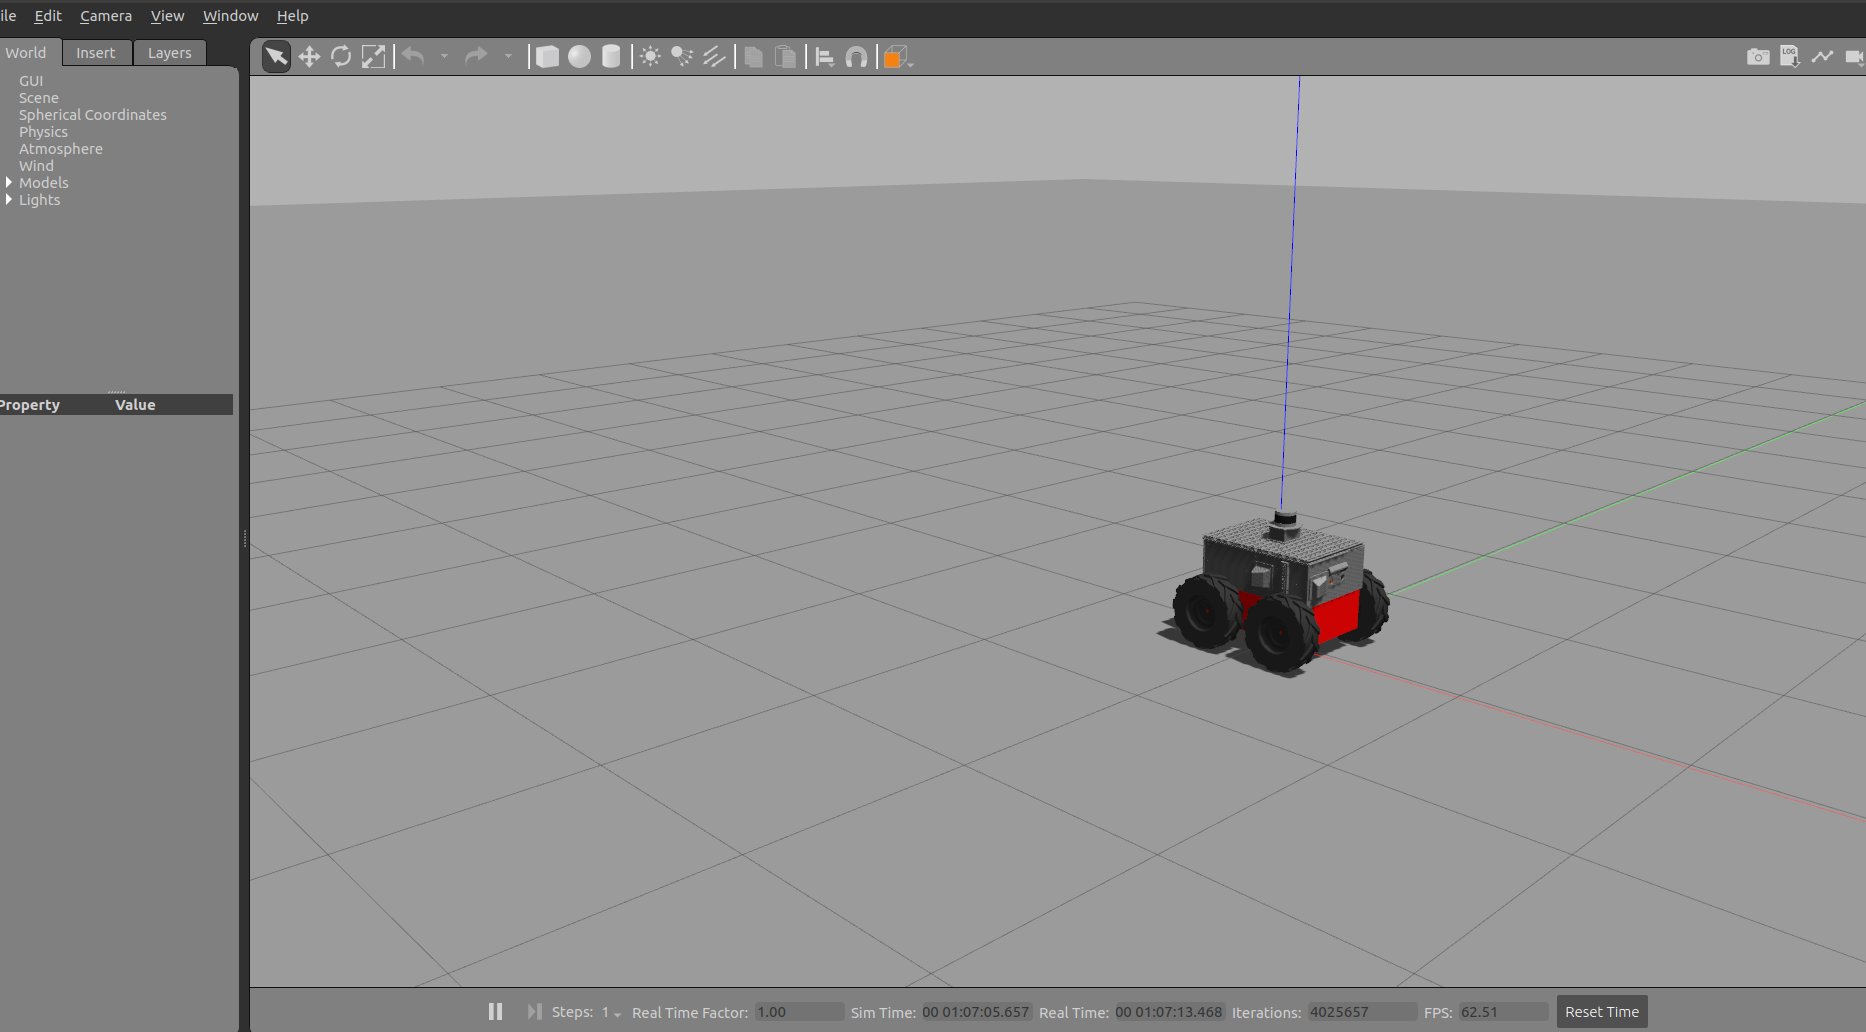 ile Edit Camera View Window Help
World Insert Layers
LOG
GUI
Scene
Spherical Coordinates
Physics
Atmosphere
Wind
Models
Lights
Property Value
Steps: 1 Real Time Factor: 1.00 Sim Time: 00 01:07:05.657 Real Time: 00 01:07:13.468 Iterations: 4025657 FPS: 62.51 Reset Time